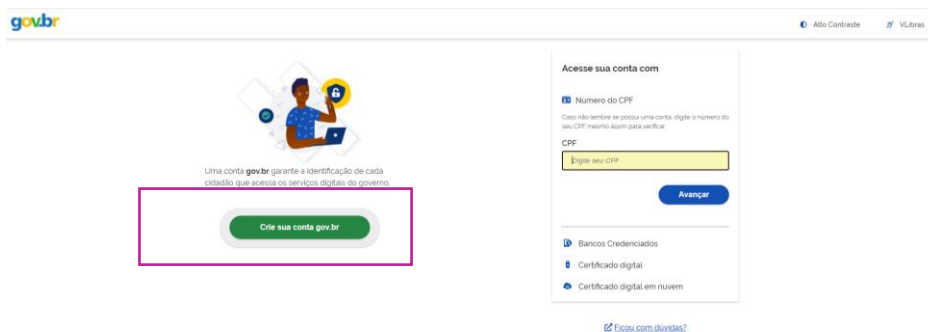 gov.br
Alto Contraste
VLibras
Uma conta gov.br garante a identificação de cada
cidadão que acessa os serviços digitais do governo.
Crie sua conta gov.br
Acesse sua conta com
Número do CPF
Caso não lembre se possui uma conta, digite o número do
seu CPF mesmo assim para verificar
CPF
Digite seu CPF
Avançar
Bancos Credenciados
Certificado digital
Certificado digital em nuvem
Ficou com dúvidas?